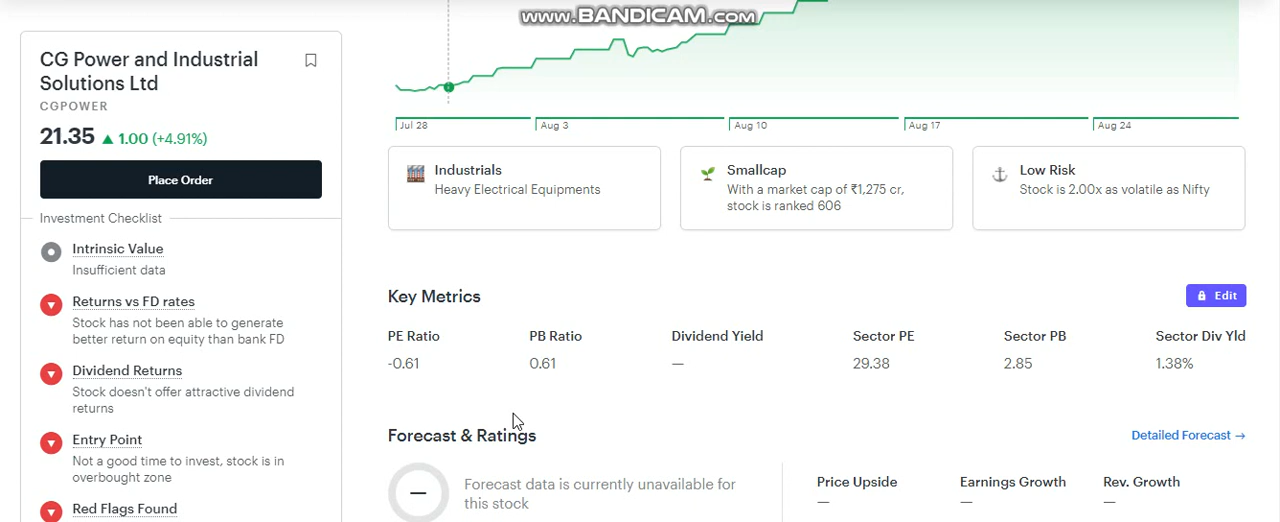 www.BANDICAM.com
CG Power and Industrial
Solutions Ltd
CGPOWER
21.35 ▲ 1.00 (+4.91%)
Place Order
Investment Checklist
Intrinsic Value
Insufficient data
Returns vs FD rates
Stock has not been able to generate
better return on equity than bank FD
Dividend Returns
Stock doesn't offer attractive dividend
returns
Entry Point
Not a good time to invest, stock is in
overbought zone
Red Flags Found
Jul 28 Aug 3 Aug 10 Aug 17 Aug 24
Industrials
Heavy Electrical Equipments
Smallcap
With a market cap of ₹1,275 cr,
stock is ranked 606
Low Risk
Stock is 2.00x as volatile as Nifty
Key Metrics
Edit
PE Ratio PB Ratio Dividend Yield Sector PE Sector PB Sector Div Yld
-0.61 0.61 — 29.38 2.85 1.38%
Forecast & Ratings
Detailed Forecast →
Forecast data is currently unavailable for
this stock
Price Upside Earnings Growth Rev. Growth
— — —